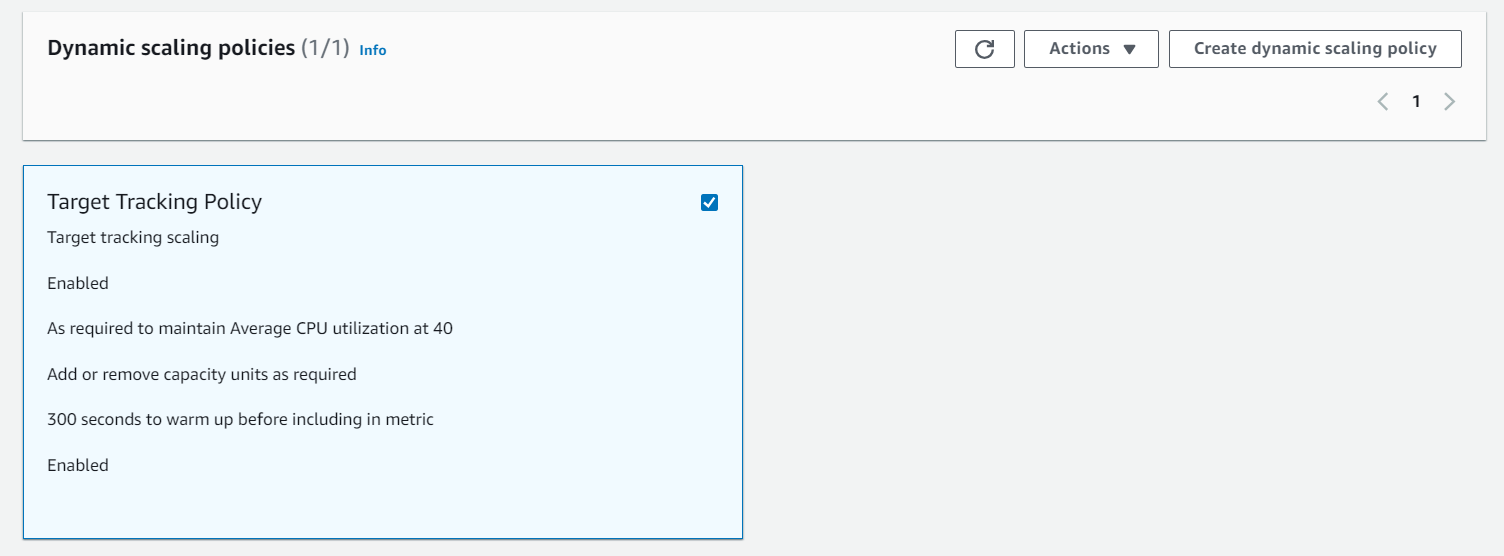 Dynamic scaling policies (1/1) Info
Actions
Create dynamic scaling policy
1
Target Tracking Policy
Target tracking scaling
Enabled
As required to maintain Average CPU utilization at 40
Add or remove capacity units as required
300 seconds to warm up before including in metric
Enabled